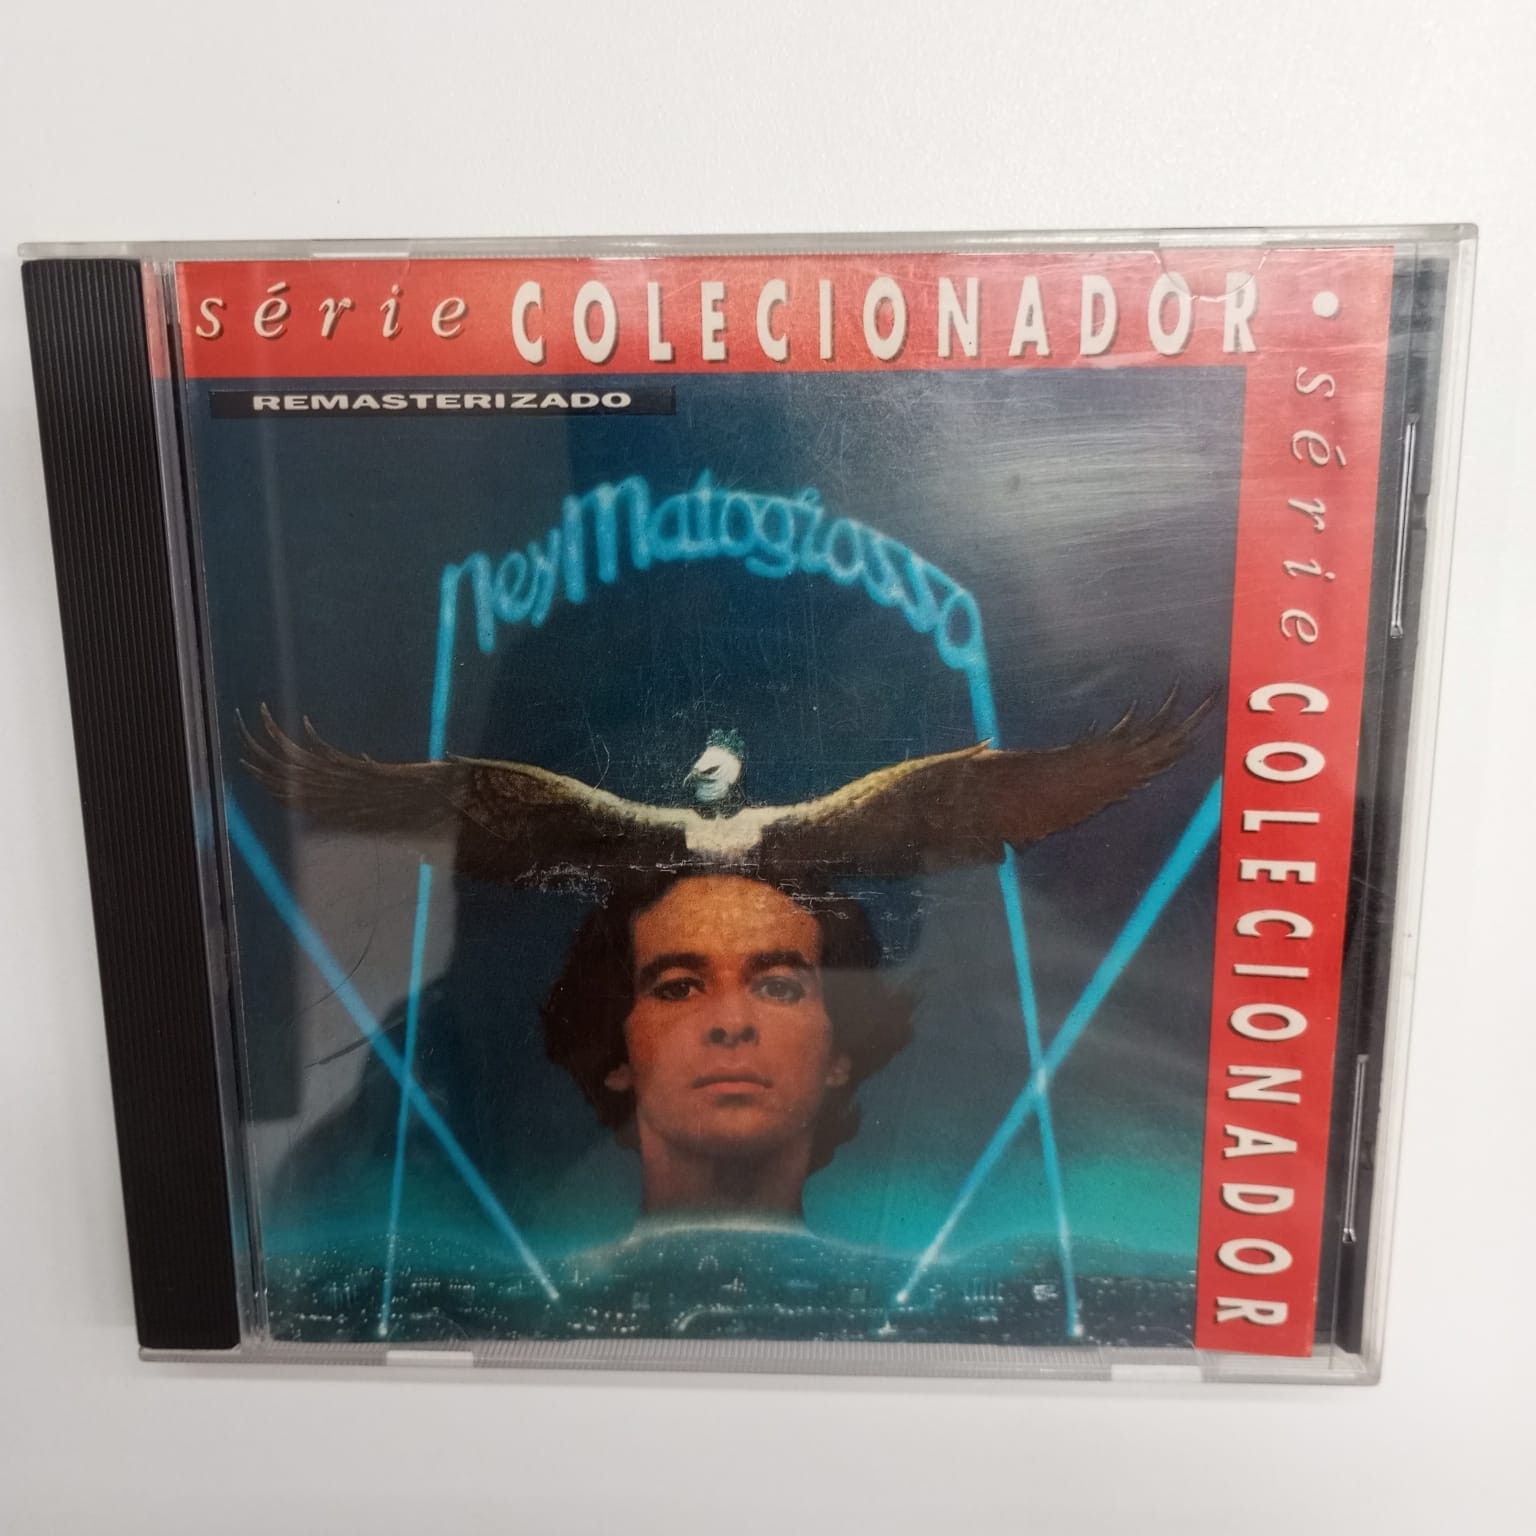 série COLECIONADOR •
série COLECIONADOR
REMASTERIZADO
Ney Matogrosso